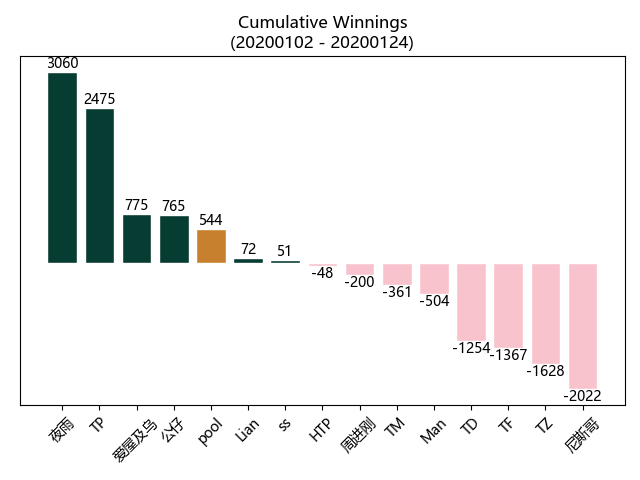 Cumulative Winnings
(20200102 - 20200124)
3060
2475
775
765
544
72
51
-48
-200
-361
-504
-1254
-1367
-1628
-2022
夜雨
TP
爱屋及乌
公仔
pool
Lian
ss
HTP
周进刚
TM
Man
TD
TF
TZ
尼斯哥